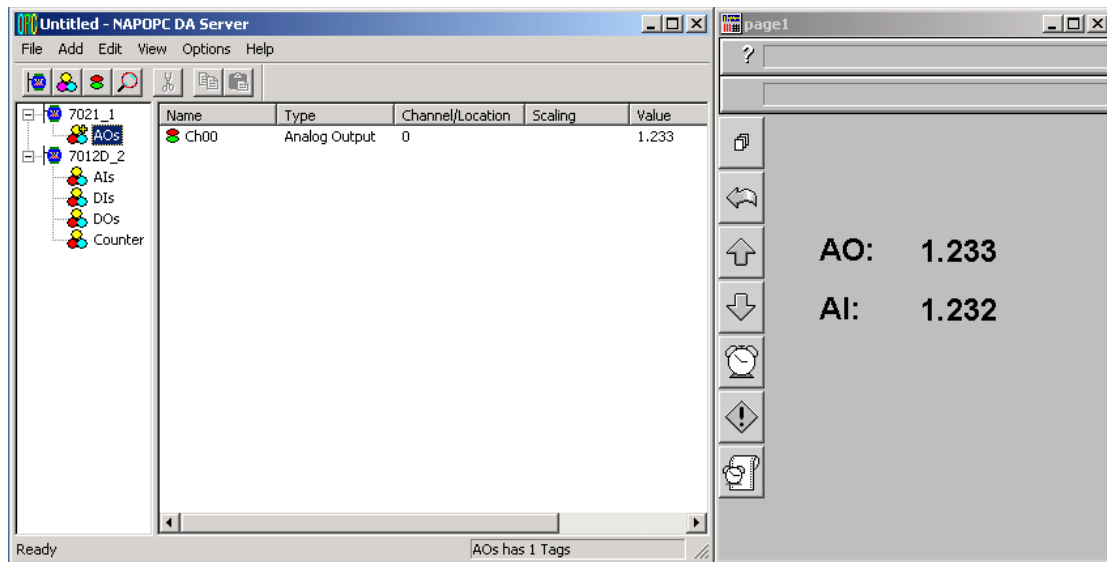 Untitled - NAPOPC DA Server
File Add Edit View Options Help
7021_1
AOs
7012D_2
AIs
DIs
DOs
Counter
Name Type Channel/Location Scaling Value
Ch00 Analog Output 0 1.233
Ready
AOs has 1 Tags
page1
?
AO: 1.233
AI: 1.232